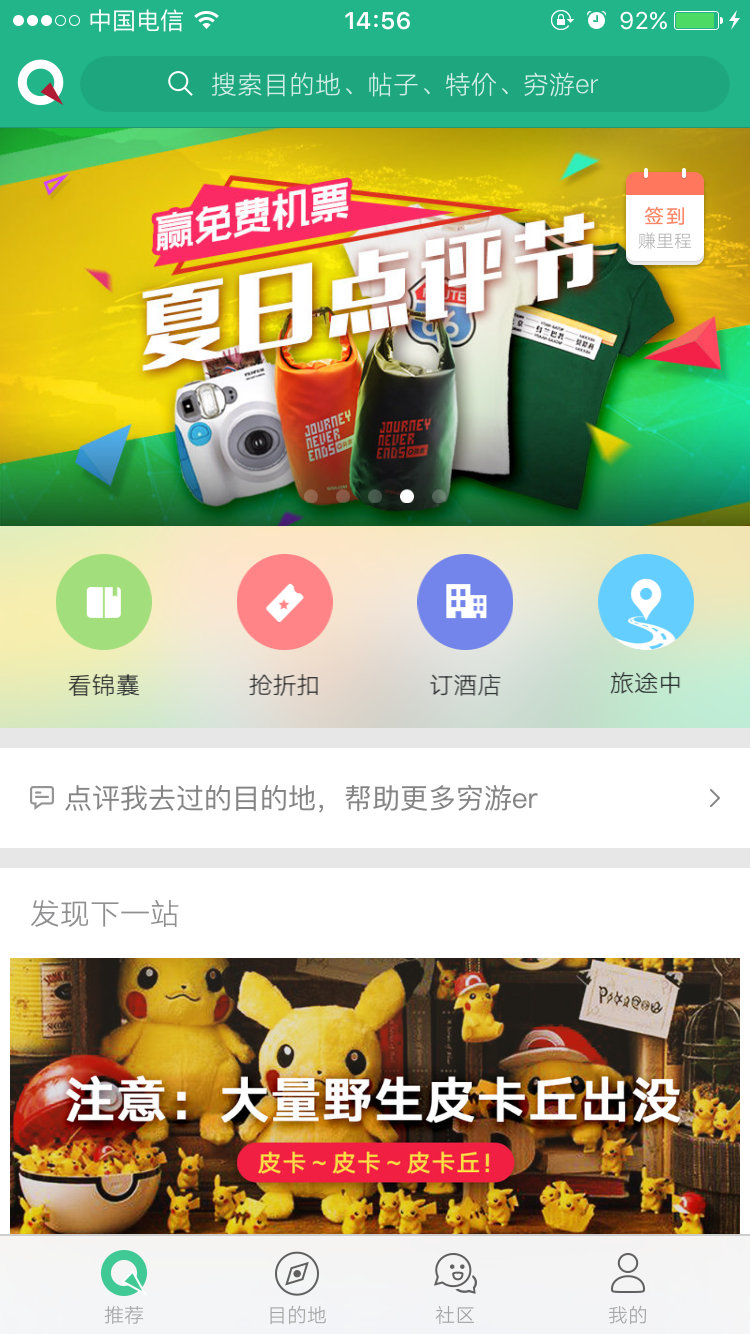 中国电信
14:56
92%
搜索目的地、帖子、特价、穷游er
赢免费机票
夏日点评节
签到
赚里程
ROUTE
66
JOURNEY
NEVER
ENDS
JOURNEY
NEVER
ENDS
看锦囊
抢折扣
订酒店
旅途中
点评我去过的目的地，帮助更多穷游er
发现下一站
注意：大量野生皮卡丘出没
皮卡~皮卡~皮卡丘！
推荐
目的地
社区
我的